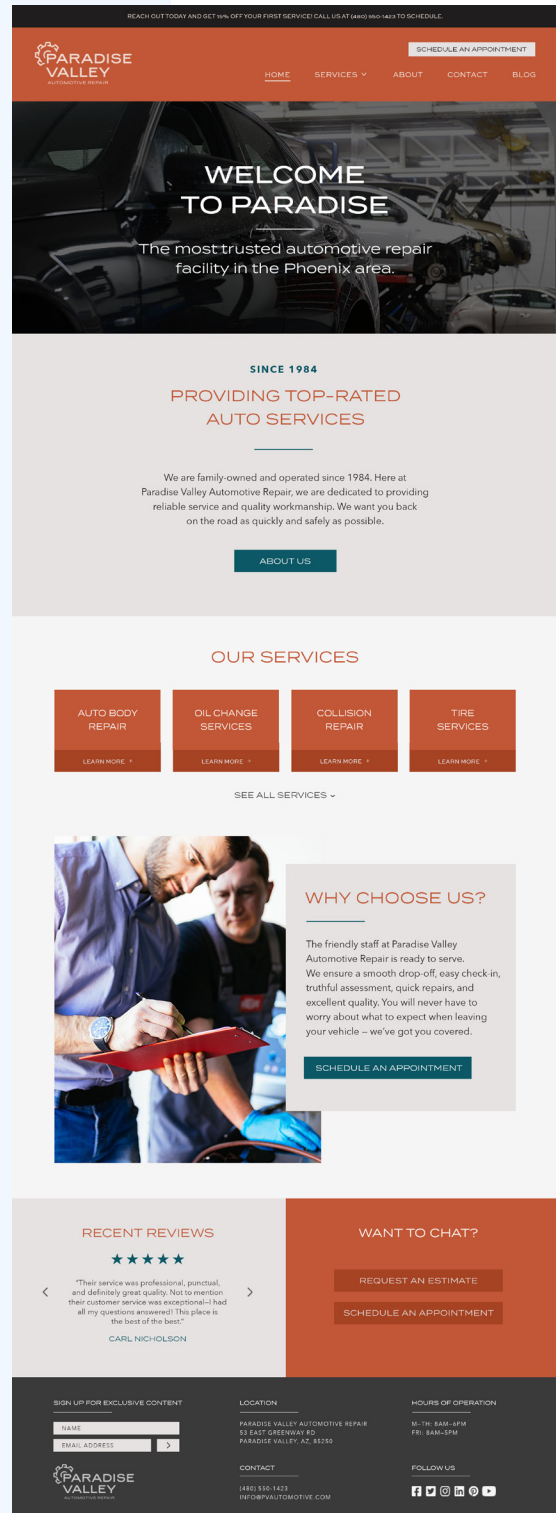 REACH OUT TODAY AND GET 15% OFF YOUR FIRST SERVICE! CALL US AT (480) 550-1423 TO SCHEDULE.
PARADISE
VALLEY
AUTOMOTIVE REPAIR
SCHEDULE AN APPOINTMENT
HOME SERVICES ABOUT CONTACT BLOG
WELCOME
TO PARADISE
The most trusted automotive repair
facility in the Phoenix area.
SINCE 1984
PROVIDING TOP-RATED
AUTO SERVICES
We are family-owned and operated since 1984. Here at
Paradise Valley Automotive Repair, we are dedicated to providing
reliable service and quality workmanship. We want you back
on the road as quickly and safely as possible.
ABOUT US
OUR SERVICES
AUTO BODY
REPAIR
LEARN MORE +
OIL CHANGE
SERVICES
LEARN MORE +
COLLISION
REPAIR
LEARN MORE +
TIRE
SERVICES
LEARN MORE +
SEE ALL SERVICES
WHY CHOOSE US?
The friendly staff at Paradise Valley
Automotive Repair is ready to serve.
We ensure a smooth drop-off, easy check-in,
truthful assessment, quick repairs, and
excellent quality. You will never have to
worry about what to expect when leaving
your vehicle – we've got you covered.
SCHEDULE AN APPOINTMENT
RECENT REVIEWS
"Their service was professional, punctual,
and definitely great quality. Not to mention
their customer service was exceptional–I had
all my questions answered! This place is
the best of the best."
CARL NICHOLSON
WANT TO CHAT?
REQUEST AN ESTIMATE
SCHEDULE AN APPOINTMENT
SIGN UP FOR EXCLUSIVE CONTENT
NAME
EMAIL ADDRESS
PARADISE
VALLEY
AUTOMOTIVE REPAIR
LOCATION
PARADISE VALLEY AUTOMOTIVE REPAIR
53 EAST GREENWAY RD
PARADISE VALLEY, AZ, 85250
CONTACT
(480) 550-1423
INFO@PVAUTOMOTIVE.COM
HOURS OF OPERATION
M–TH: 8AM–6PM
FRI: 8AM–5PM
FOLLOW US